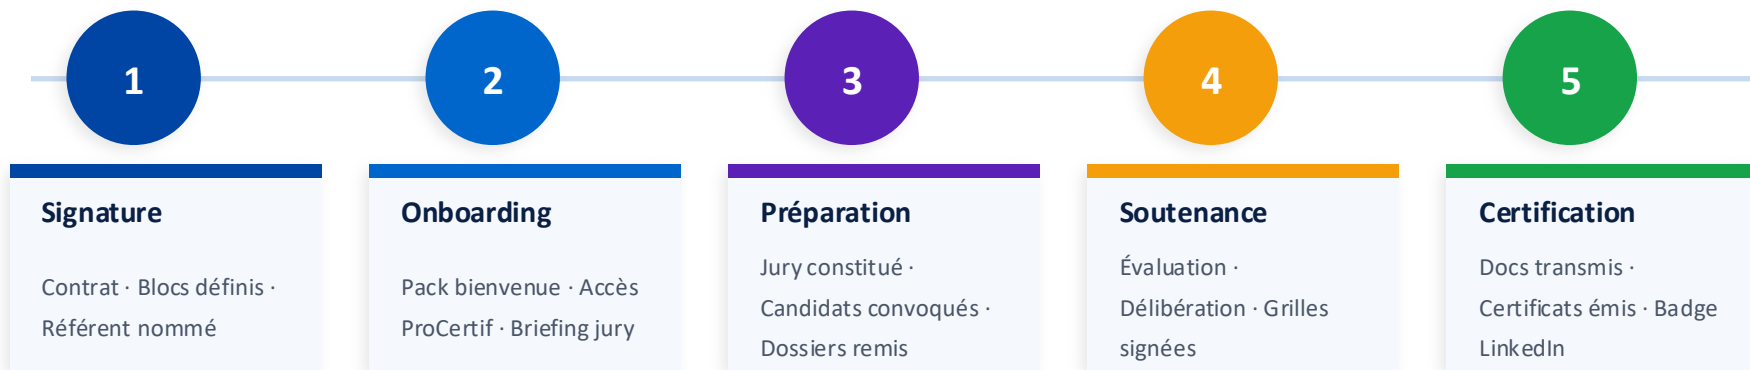 1
2
3
4
5
Signature
Contrat · Blocs définis ·
Référent nommé
Onboarding
Pack bienvenue · Accès
ProCertif · Briefing jury
Préparation
Jury constitué ·
Candidats convoqués ·
Dossiers remis
Soutenance
Évaluation ·
Délibération · Grilles
signées
Certification
Docs transmis ·
Certificats émis · Badge
LinkedIn